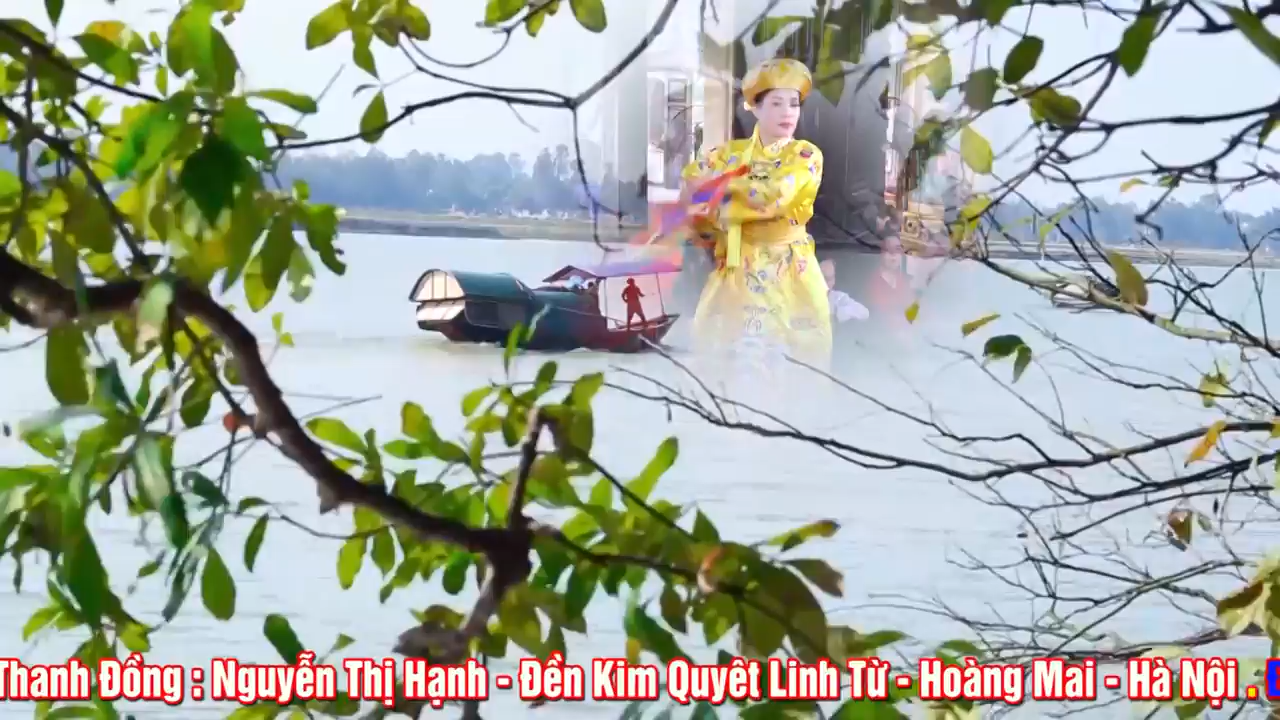 Thanh Đồng : Nguyễn Thị Hạnh - Đền Kim Quyêt Linh Từ - Hoàng Mai - Hà Nội .